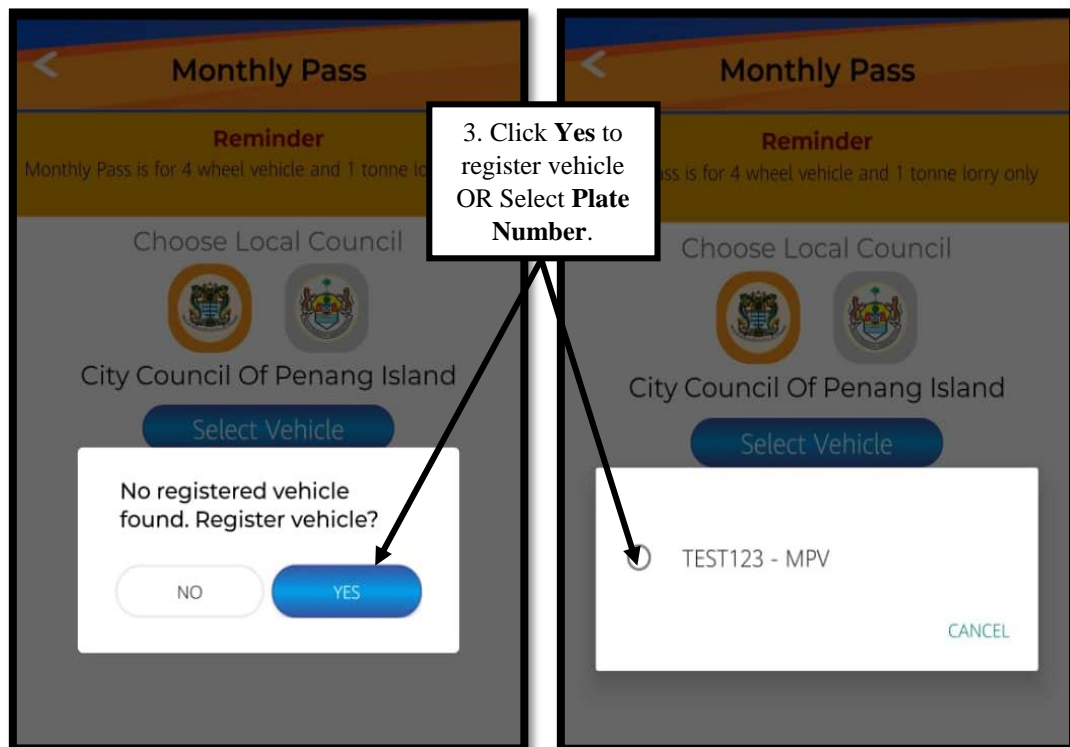 Monthly Pass
Reminder
Monthly Pass is for 4 wheel vehicle and 1 tonne
Choose Local Council
City Council Of Penang Island
Select Vehicle
No registered vehicle
found. Register vehicle?
NO
YES
3. Click Yes to
register vehicle
OR Select Plate
Number.
Monthly Pass
Reminder
is for 4 wheel vehicle and 1 tonne lorry only
Choose Local Council
City Council Of Penang Island
Select Vehicle
TEST123 - MPV
CANCEL